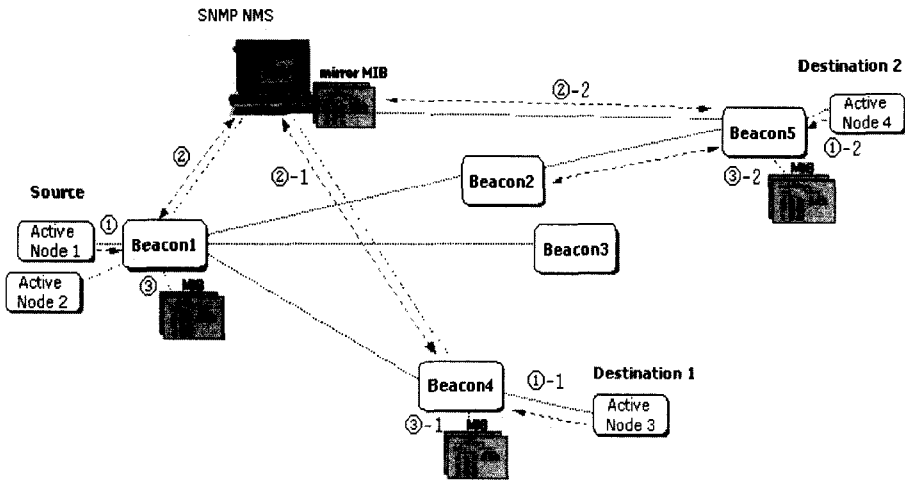 SNMP NMS
mirror MIB
Destination 2
②-2
Active
Node 4
Beacon5
①-2
②
②-1
Beacon2
③-2
MIB
Source
①
Active
Node 1
Beacon1
Beacon3
③
MIB
Active
Node 2
Beacon4
①-1
Destination 1
Active
Node 3
③-1
MIB